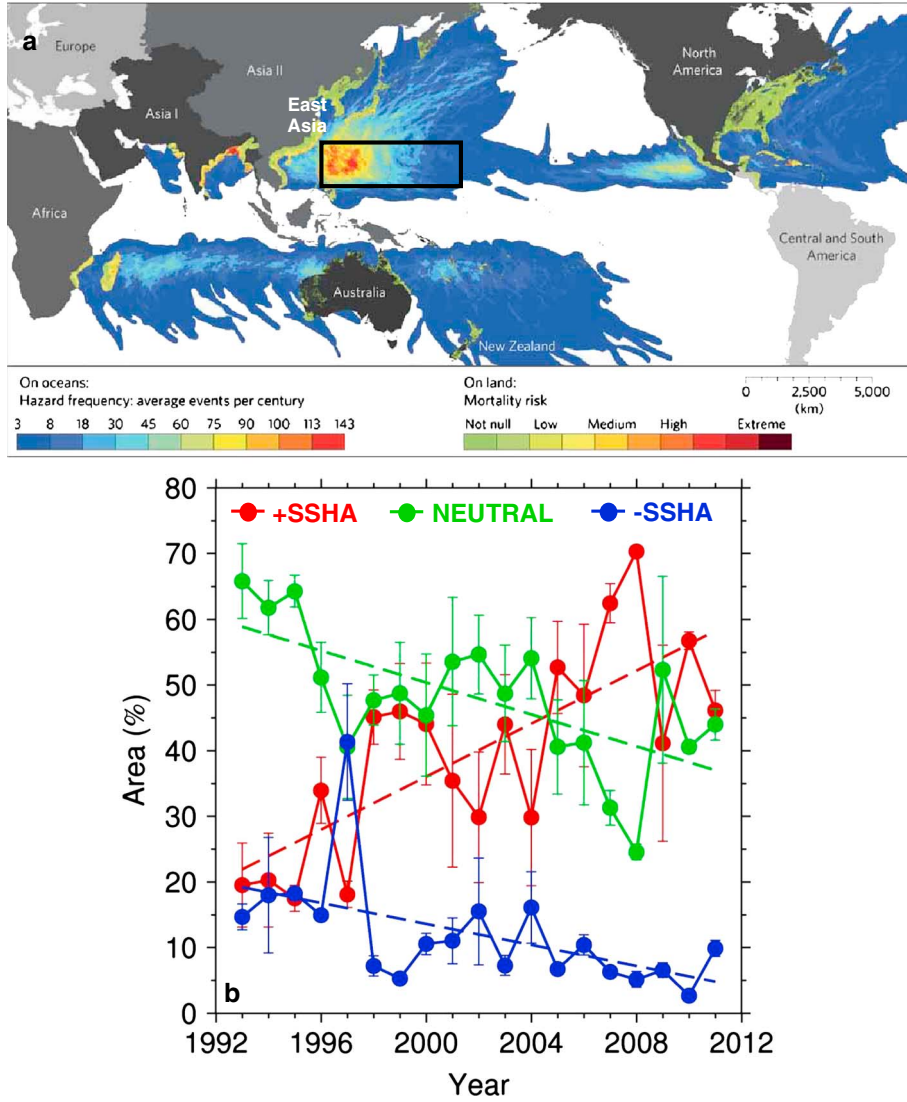 a
Europe
Asia II
Asia I
East
Asia
North
America
Africa
Central and South
America
Australia
New Zealand
On oceans:
Hazard frequency: average events per century
3 8 18 30 45 60 75 90 100 113 143
On land:
Mortality risk
Not null Low Medium High Extreme
0 2,500 5,000
(km)
80
70
60
50
40
30
20
10
0
+SSHA NEUTRAL -SSHA
Area (%)
b
1992 1996 2000 2004 2008 2012
Year